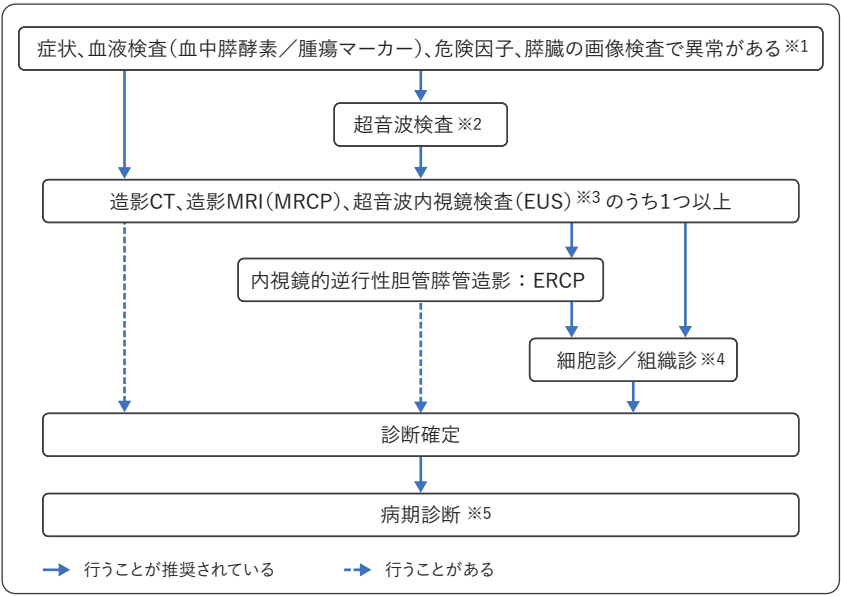 症状、血液検査（血中膵酵素／腫瘍マーカー）、危険因子、膵臓の画像検査で異常がある※1
超音波検査※2
造影CT、造影MRI（MRCP）、超音波内視鏡検査（EUS）※3のうち1つ以上
内視鏡的逆行性胆管膵管造影：ERCP
細胞診／組織診※4
診断確定
病期診断※5
行うことが推奨されている
行うことがある